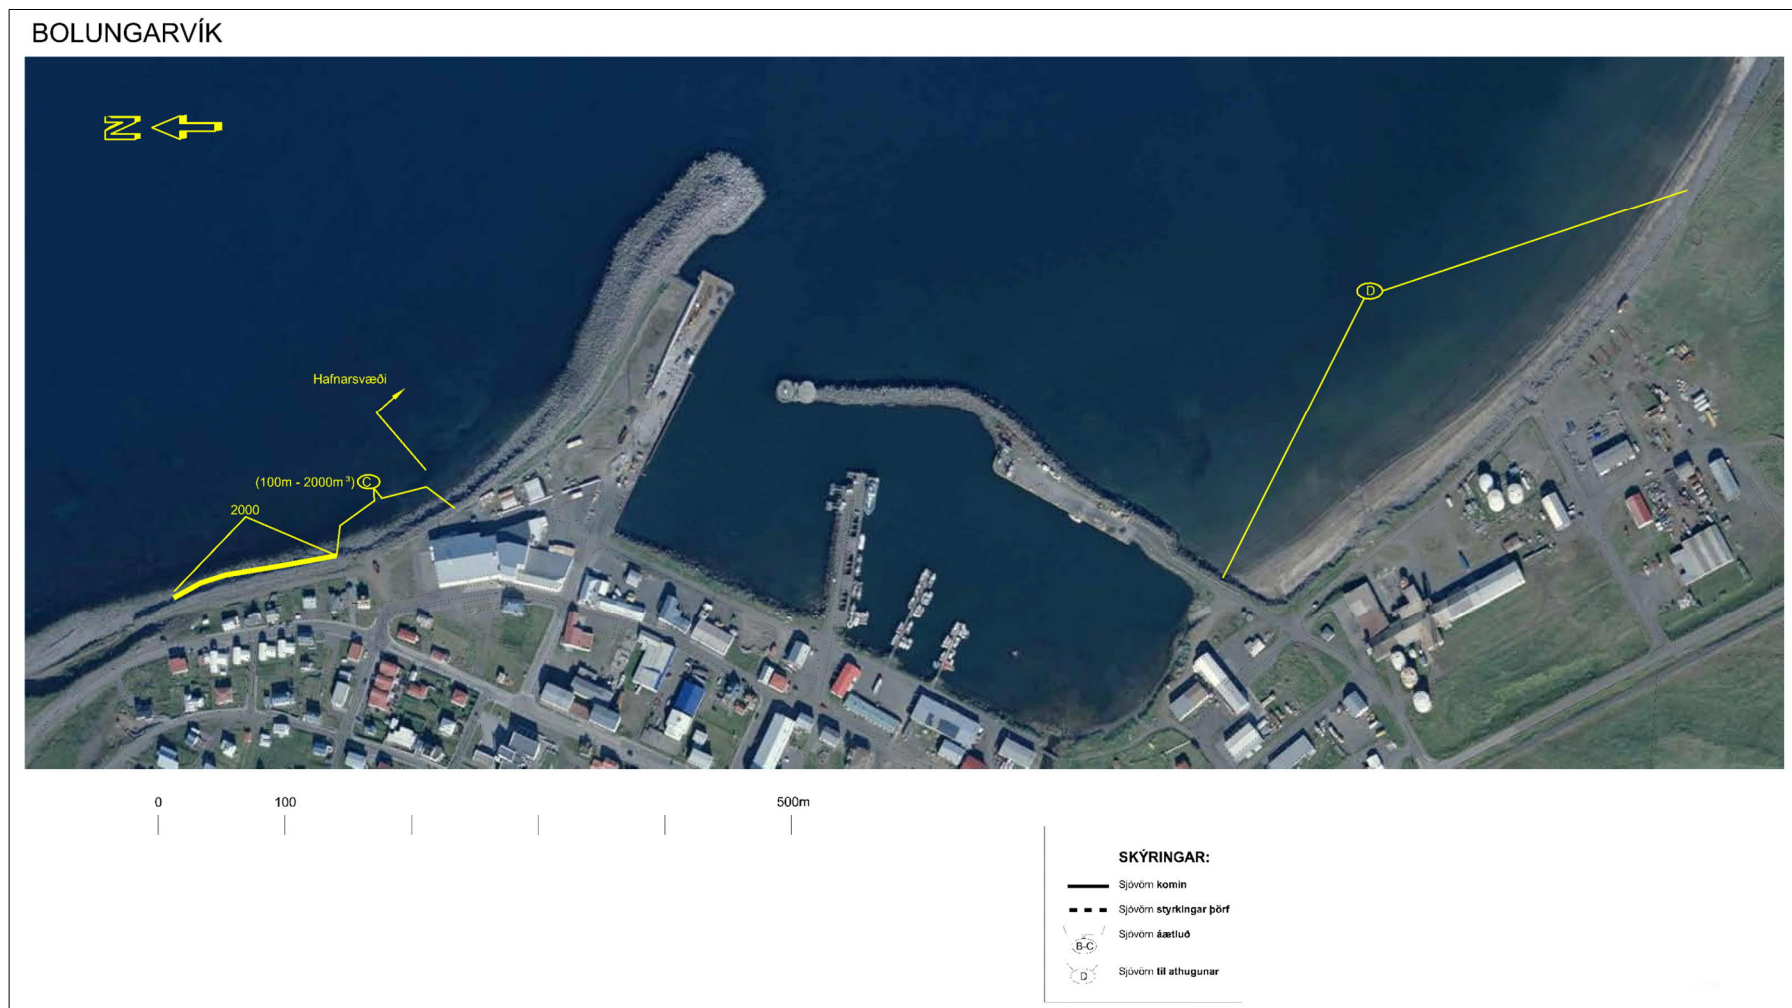 BOLUNGARVÍK
N
Hafnarsvæði
(100m - 2000m³) C
2000
D
0 100 500m
SKÝRINGAR:
Sjóvörn komin
Sjóvörn styrkingar þörf
B-C Sjóvörn áætluð
D Sjóvörn til athugunar